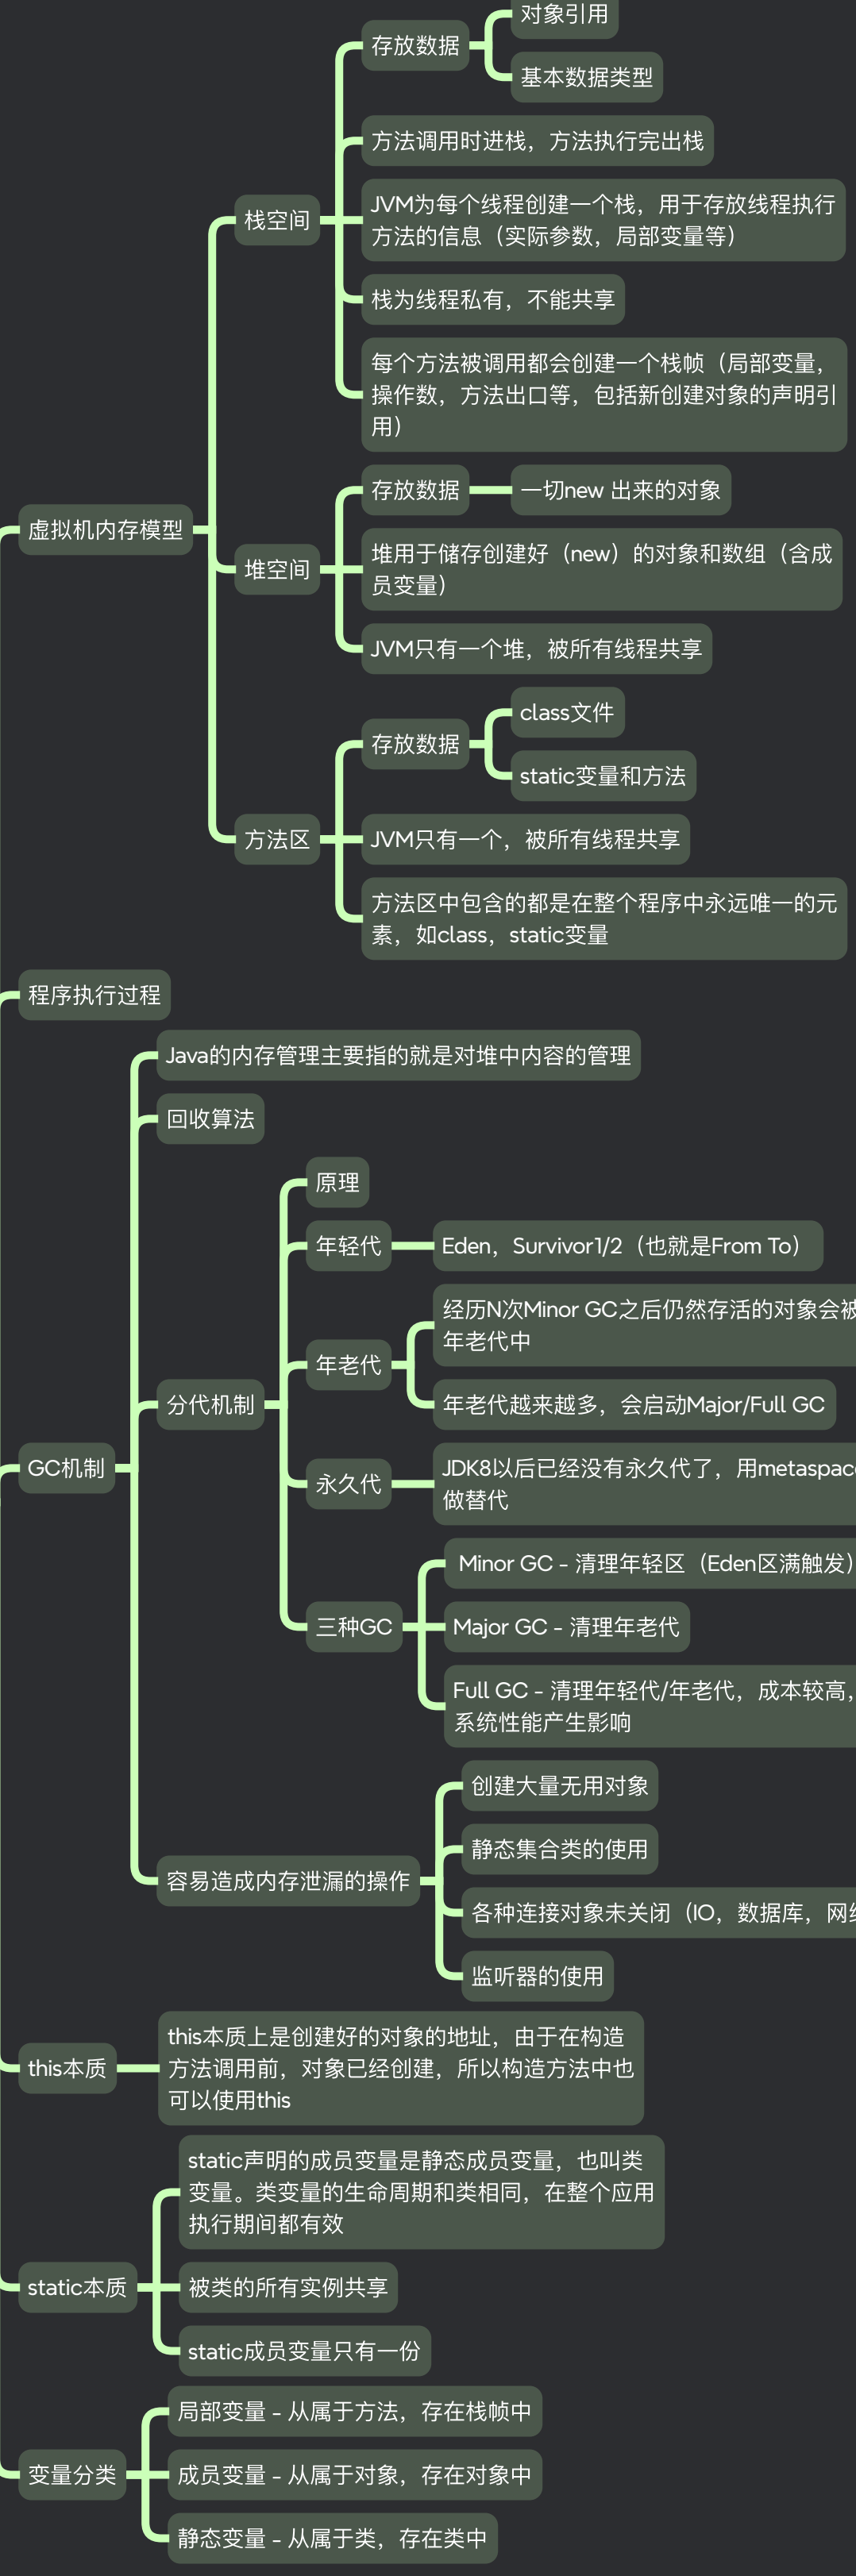 对象引用
存放数据
基本数据类型
方法调用时进栈，方法执行完出栈
栈空间
JVM为每个线程创建一个栈，用于存放线程执行
方法的信息（实际参数，局部变量等）
栈为线程私有，不能共享
每个方法被调用都会创建一个栈帧（局部变量，
操作数，方法出口等，包括新创建对象的声明引
用）
虚拟机内存模型
存放数据
一切new 出来的对象
堆空间
堆用于储存创建好（new）的对象和数组（含成
员变量）
JVM只有一个堆，被所有线程共享
class文件
存放数据
static变量和方法
方法区
JVM只有一个，被所有线程共享
方法区中包含的都是在整个程序中永远唯一的元
素，如class，static变量
程序执行过程
Java的内存管理主要指的就是对堆中内容的管理
回收算法
原理
年轻代
Eden，Survivor1/2（也就是From To）
经历N次Minor GC之后仍然存活的对象会被
年老代中
年老代
年老代越来越多，会启动Major/Full GC
分代机制
GC机制
永久代
JDK8以后已经没有永久代了，用metaspace
做替代
Minor GC - 清理年轻区（Eden区满触发）
三种GC
Major GC - 清理年老代
Full GC - 清理年轻代/年老代，成本较高，
系统性能产生影响
创建大量无用对象
静态集合类的使用
容易造成内存泄漏的操作
各种连接对象未关闭（IO，数据库，网络
监听器的使用
this本质
this本质上是创建好的对象的地址，由于在构造
方法调用前，对象已经创建，所以构造方法中也
可以使用this
static声明的成员变量是静态成员变量，也叫类
变量。类变量的生命周期和类相同，在整个应用
执行期间都有效
static本质
被类的所有实例共享
static成员变量只有一份
局部变量 - 从属于方法，存在栈帧中
变量分类
成员变量 - 从属于对象，存在对象中
静态变量 - 从属于类，存在类中